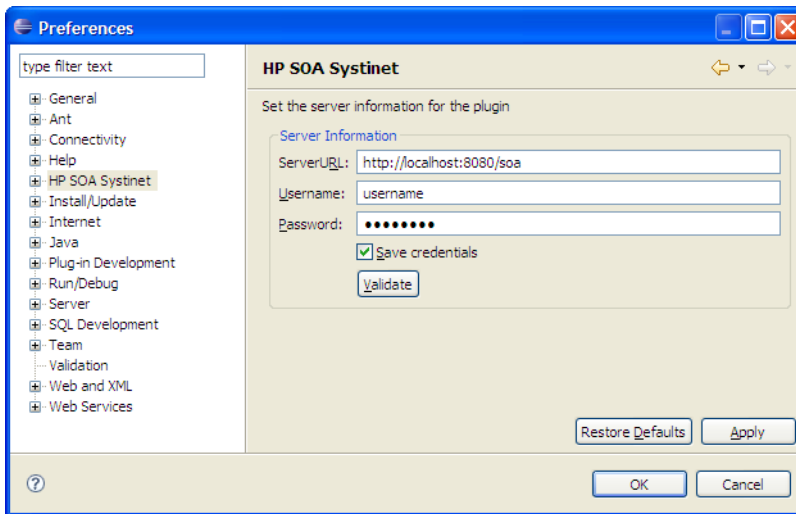 Preferences
type filter text
General
Ant
Connectivity
Help
HP SOA Systinet
Install/Update
Internet
Java
Plug-in Development
Run/Debug
Server
SQL Development
Team
Validation
Web and XML
Web Services
HP SOA Systinet
Set the server information for the plugin
Server Information
ServerURL: http://localhost:8080/soa
Username: username
Password: ●●●●●●●●
Save credentials
Validate
Restore Defaults Apply
? OK Cancel